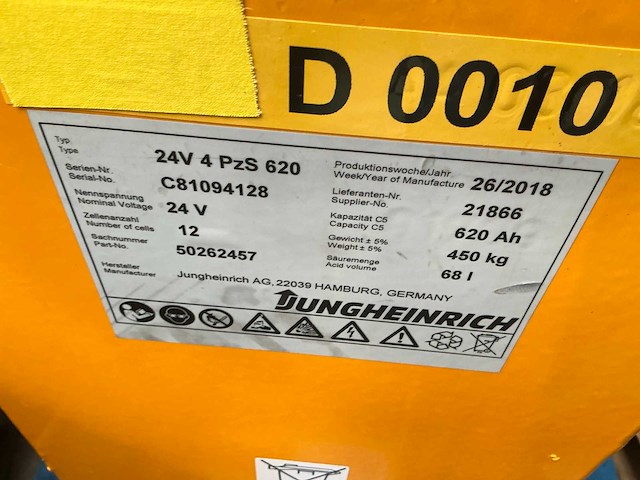 D 0010
Typ
Type
24V 4 PzS 620
Produktionswoche/Jahr
Week/Year of Manufacture
26/2018
Serien-Nr.
Serial-No.
C81094128
Lieferanten-Nr.
Supplier-No.
21866
Nennspannung
Nominal Voltage
24 V
Kapazität C5
Capacity C5
620 Ah
Zellenanzahl
Number of cells
12
Gewicht ± 5%
Weight ± 5%
450 kg
Sachnummer
Part-No.
50262457
Säuremenge
Acid volume
68 l
Hersteller
Manufacturer
Jungheinrich AG, 22039 HAMBURG, GERMANY
JUNGHEINRICH